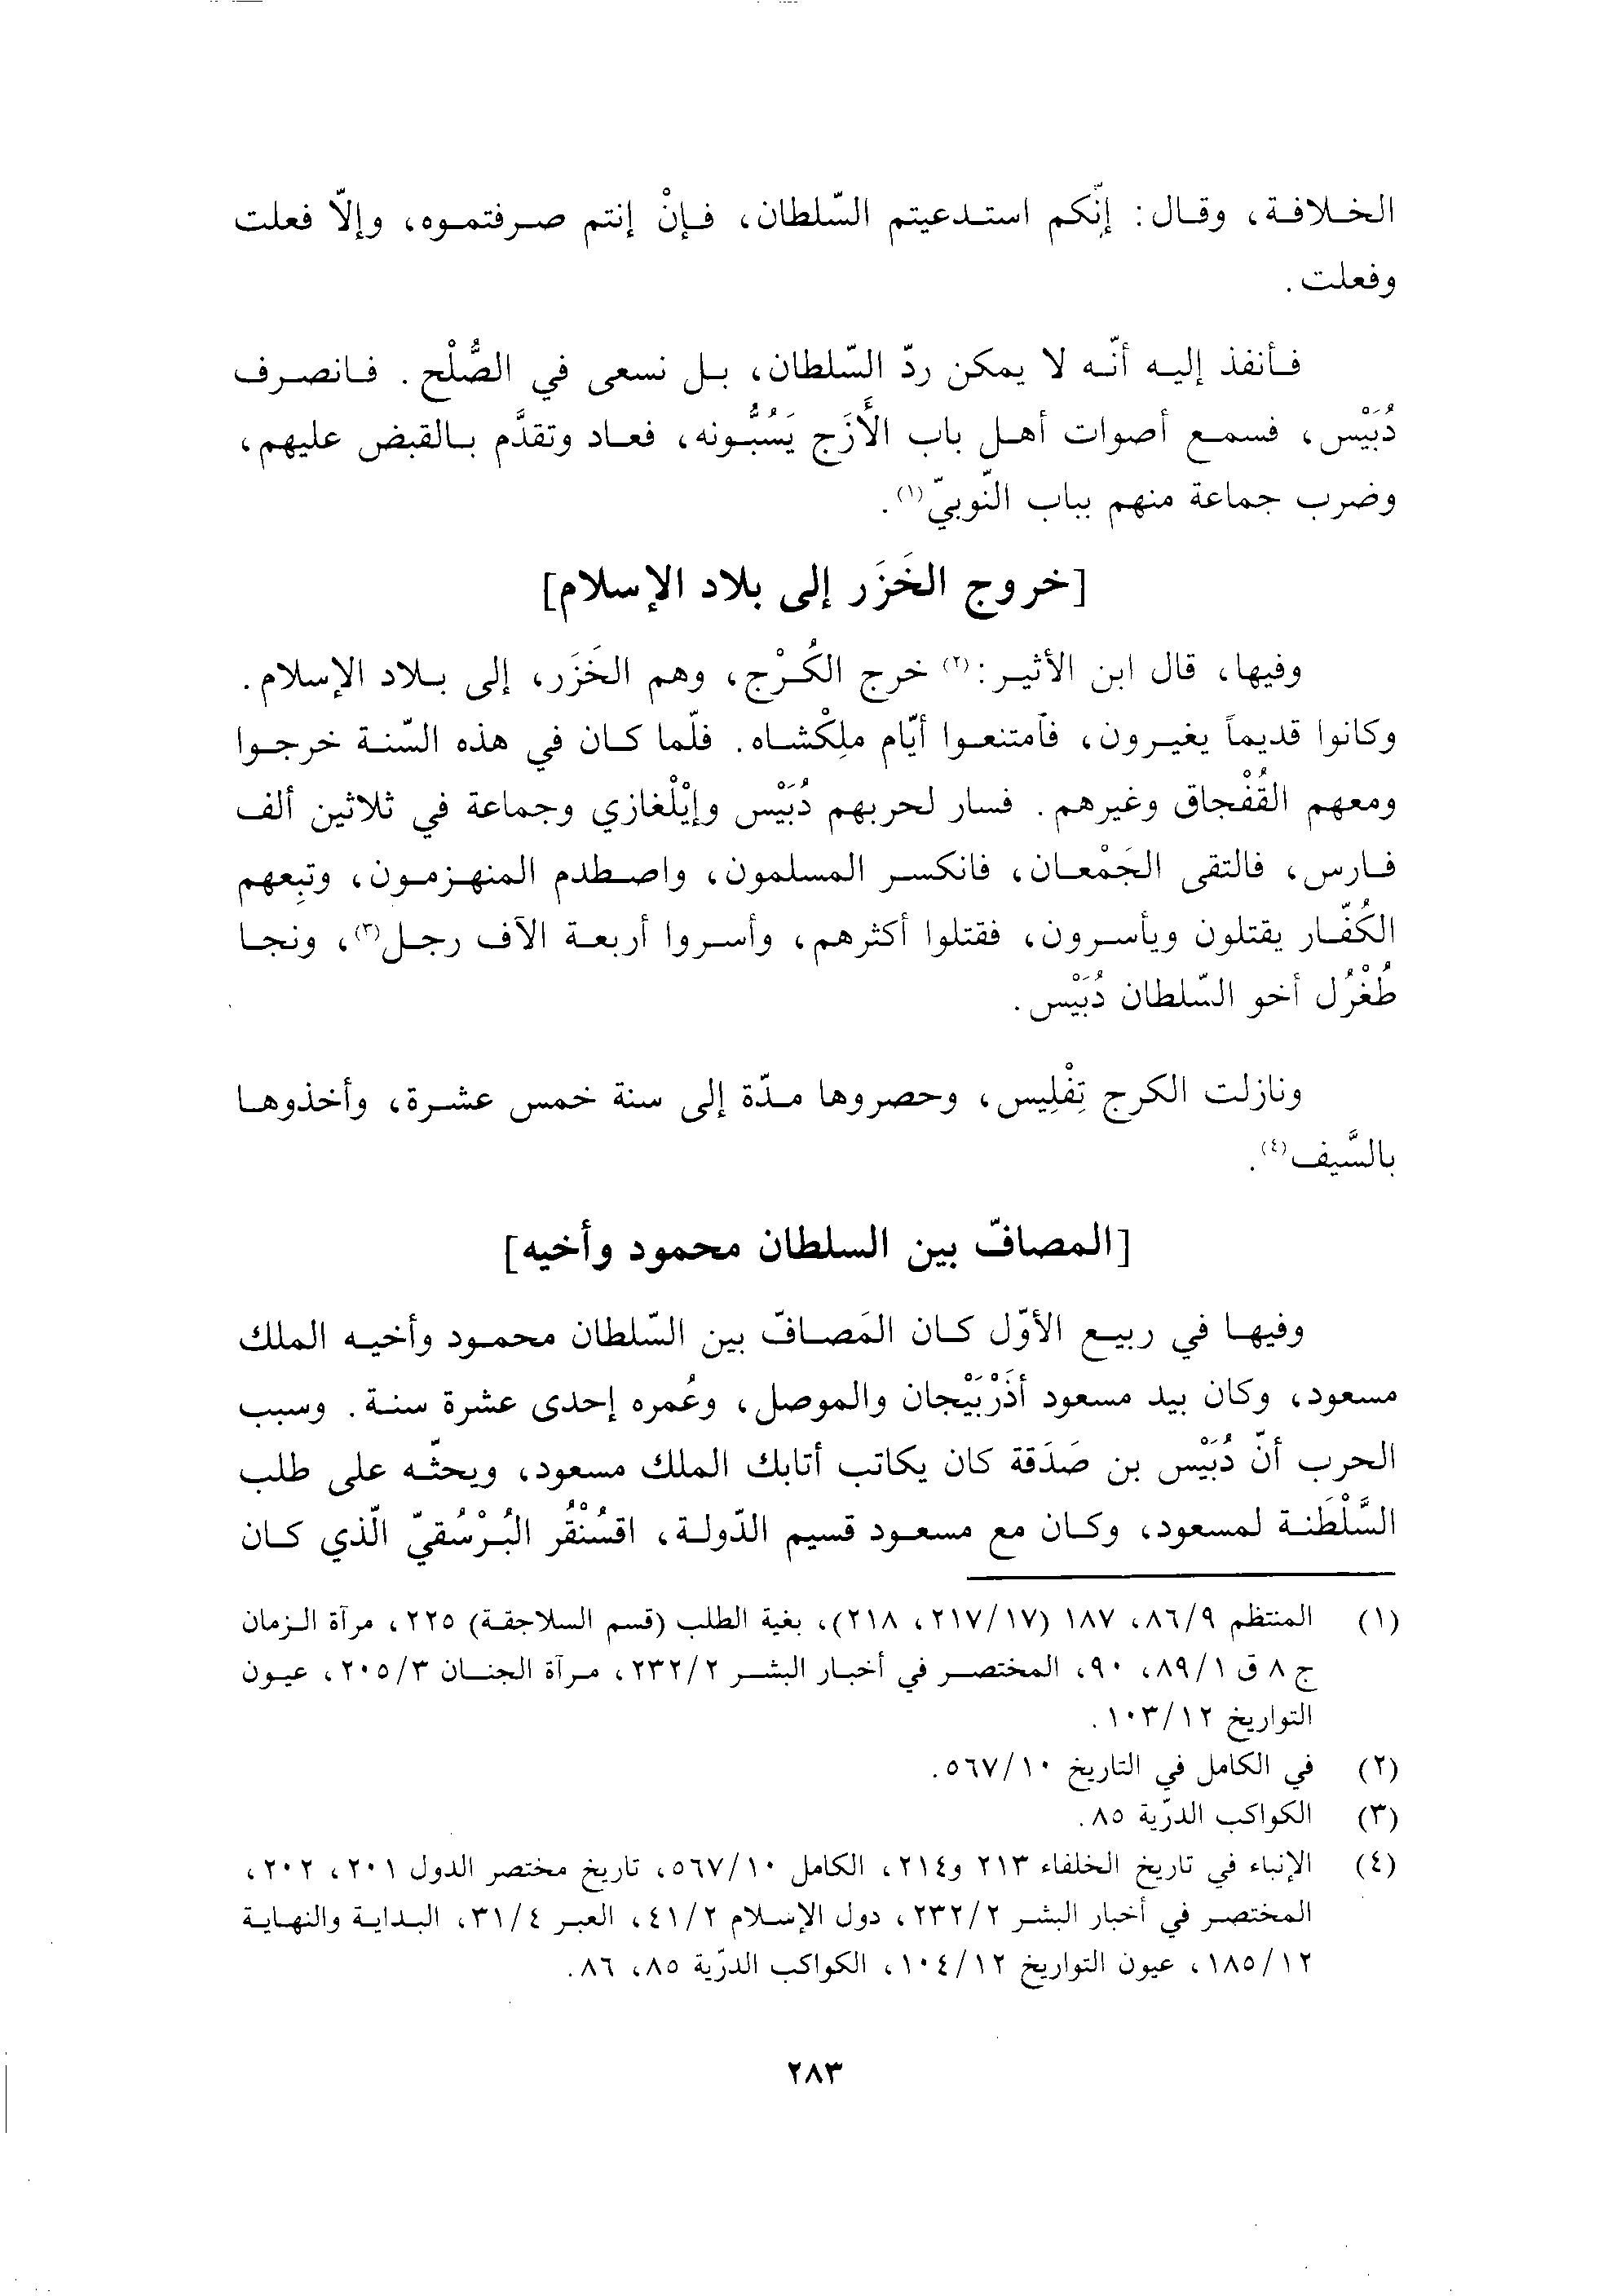 الخلافة، وقال: إنّكم استدعيتم السّلطان، فإنْ إنتم صرفتموه، وإلّا فعلت
وفعلت.
فأنفذ إليه أنّه لا يمكن ردّ السّلطان، بل نسعى في الصُّلْح. فانصرف
دُبَيْس، فسمع أصوات أهل باب الأَزَج يَسُبُّونه، فعاد وتقدَّم بالقبض عليهم،
وضرب جماعة منهم بباب النّوبيّ(١).
[خروج الخَزَر إلى بلاد الإسلام]
وفيها، قال ابن الأثير:(٢) خرج الكُرْج، وهم الخَزَر، إلى بلاد الإسلام.
وكانوا قديماً يغيرون، فآمتنعوا أيّام ملِكْشاه. فلّما كان في هذه السّنة خرجوا
ومعهم القُفْجاق وغيرهم. فسار لحربهم دُبَيْس وإيْلْغازي وجماعة في ثلاثين ألف
فارس، فالتقى الجَمْعان، فانكسر المسلمون، واصطدم المنهزمون، وتبِعهم
الكُفّار يقتلون ويأسرون، فقتلوا أكثرهم، وأسروا أربعة الآف رجل(٣)، ونجا
طُغْرُل أخو السّلطان دُبَيْس.
ونازلت الكرج تِفْلِيس، وحصروها مدّة إلى سنة خمس عشرة، وأخذوها
بالسَّيف(٤).
[المصافّ بين السلطان محمود وأخيه]
وفيها في ربيع الأوّل كان المَصافّ بين السّلطان محمود وأخيه الملك
مسعود، وكان بيد مسعود أذَرْبَيْجان والموصل، وعُمره إحدى عشرة سنة. وسبب
الحرب أنّ دُبَيْس بن صَدَقة كان يكاتب أتابك الملك مسعود، ويحثّه على طلب
السَّلْطَنة لمسعود، وكان مع مسعود قسيم الدّولة، اقسُنْقُر البُرْسُقيّ الّذي كان
(١) المنتظم ٨٦/٩، ١٨٧ (٢١٧/١٧، ٢١٨)، بغية الطلب (قسم السلاجقة) ٢٢٥، مرآة الزمان
ج ٨ ق ٨٩/١، ٩٠، المختصر في أخبار البشر ٢٣٢/٢، مرآة الجنان ٢٠٥/٣، عيون
التواريخ ١٠٣/١٢.
(٢) في الكامل في التاريخ ٥٦٧/١٠.
(٣) الكواكب الدرّية ٨٥.
(٤) الإنباء في تاريخ الخلفاء ٢١٣ و٢١٤، الكامل ٥٦٧/١٠، تاريخ مختصر الدول ٢٠١، ٢٠٢،
المختصر في أخبار البشر ٢٣٢/٢، دول الإسلام ٤١/٢، العبر ٣١/٤، البداية والنهاية
١٨٥/١٢، عيون التواريخ ١٠٤/١٢، الكواكب الدرّية ٨٥، ٨٦.
٢٨٣